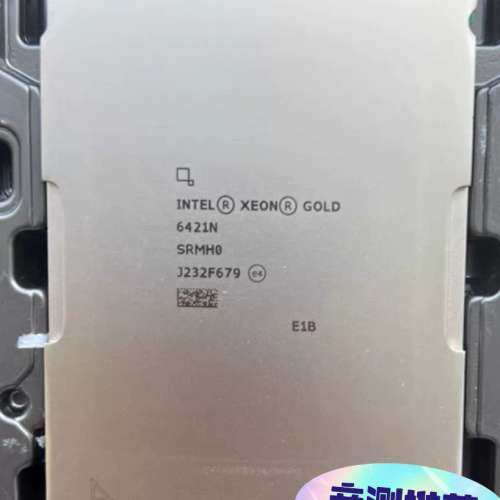 INTEL® XEON® GOLD
6421N
SRMH0
J232F679 e4
E1B